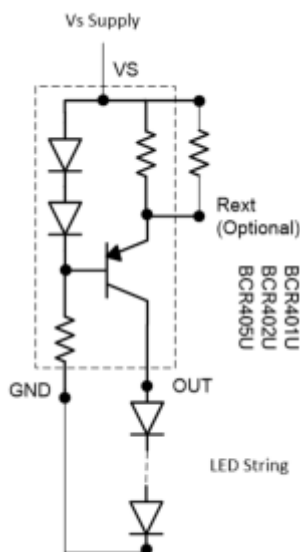 Vs Supply
VS
Rext
(Optional)
BCR401U
BCR402U
BCR405U
GND
OUT
LED String